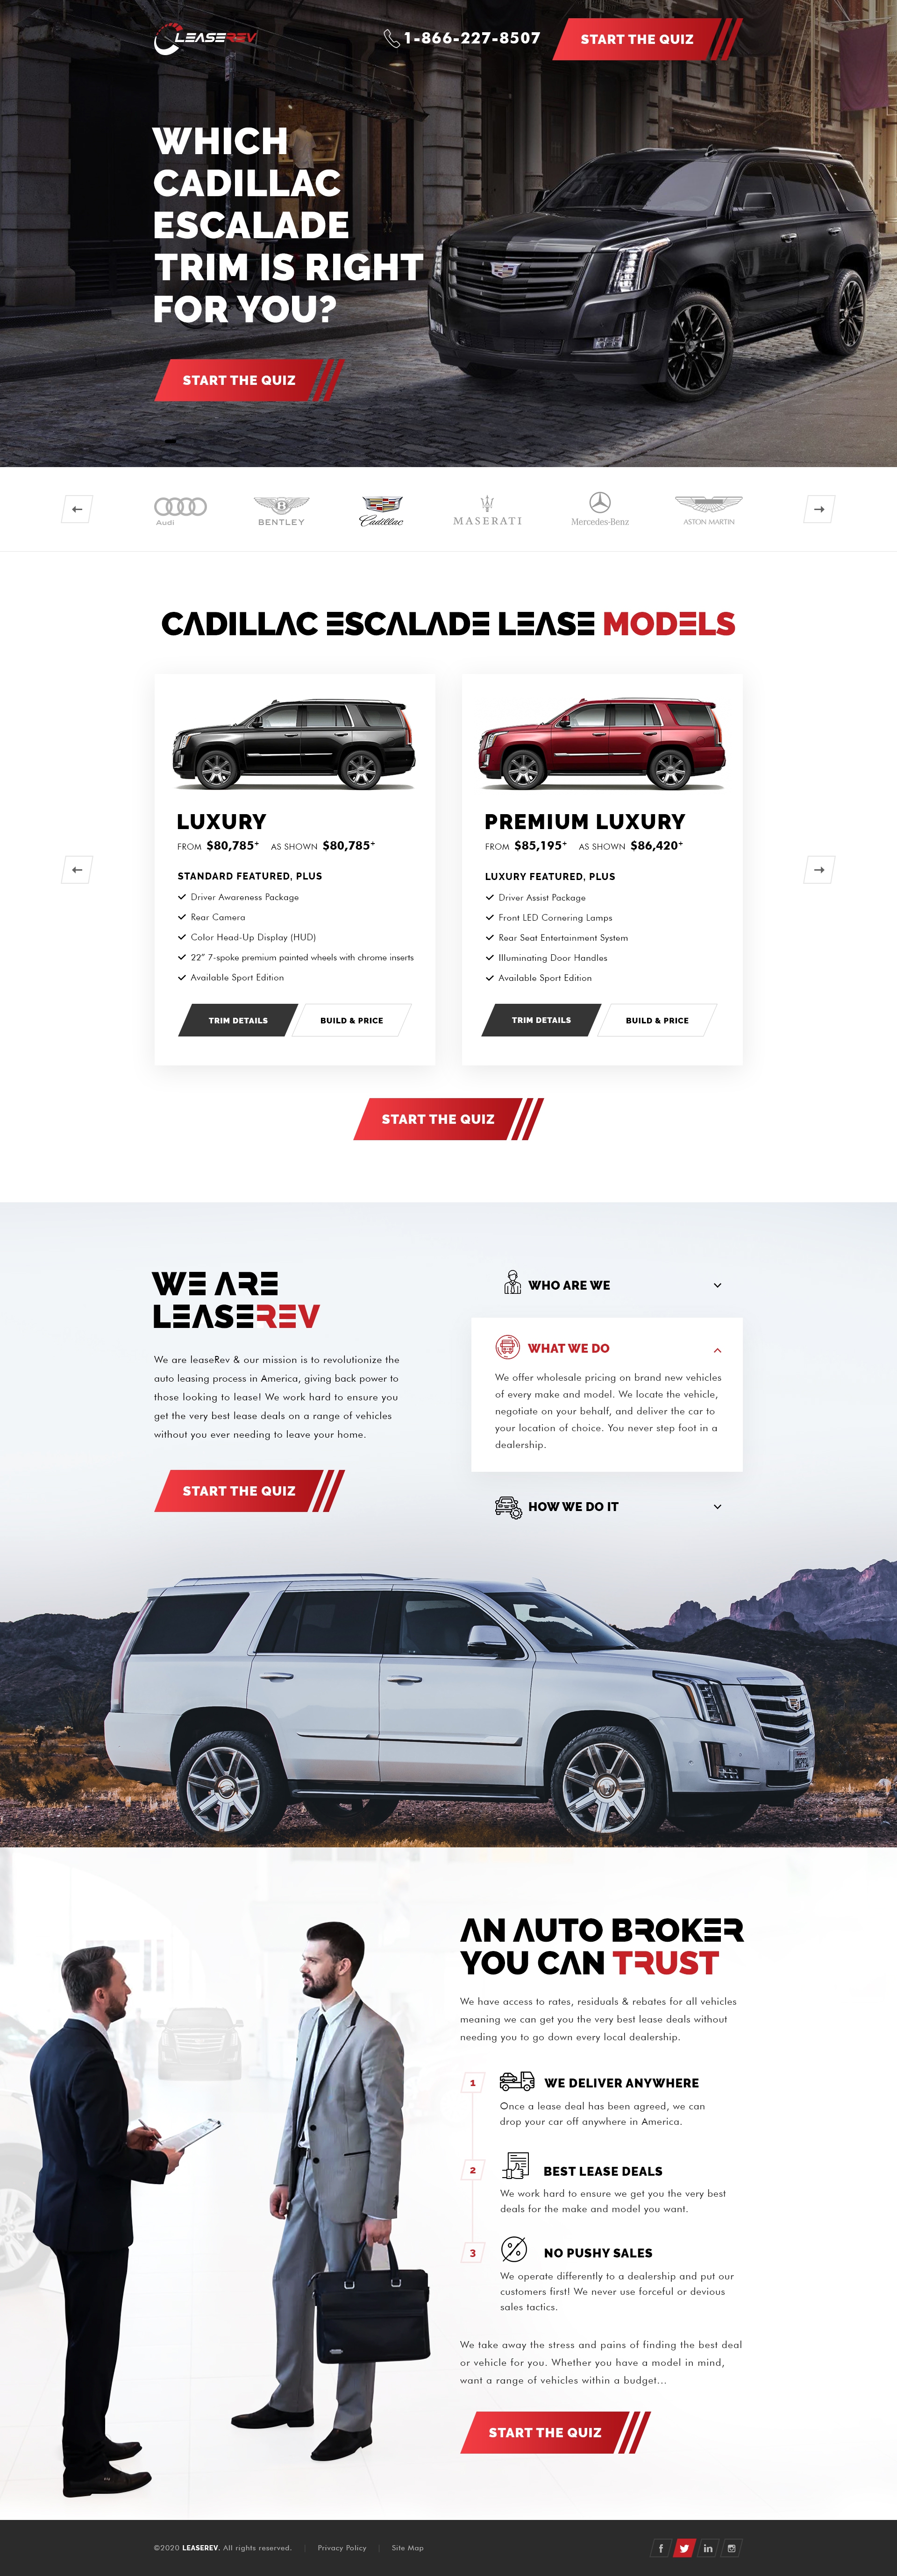 LEASEREV
1-866-227-8507
START THE QUIZ
WHICH
CADILLAC
ESCALADE
TRIM IS RIGHT
FOR YOU?
START THE QUIZ
Audi
BENTLEY
Cadillac
MASERATI
Mercedes-Benz
ASTON MARTIN
CADILLAC ESCALADE LEASE MODELS
LUXURY
FROM $80,785+ AS SHOWN $80,785+
STANDARD FEATURED, PLUS
Driver Awareness Package
Rear Camera
Color Head-Up Display (HUD)
22" 7-spoke premium painted wheels with chrome inserts
Available Sport Edition
TRIM DETAILS
BUILD & PRICE
PREMIUM LUXURY
FROM $85,195+ AS SHOWN $86,420+
LUXURY FEATURED, PLUS
Driver Assist Package
Front LED Cornering Lamps
Rear Seat Entertainment System
Illuminating Door Handles
Available Sport Edition
TRIM DETAILS
BUILD & PRICE
START THE QUIZ
WE ARE
LEASEREV
We are leaseRev & our mission is to revolutionize the
auto leasing process in America, giving back power to
those looking to lease! We work hard to ensure you
get the very best lease deals on a range of vehicles
without you ever needing to leave your home.
START THE QUIZ
WHO ARE WE
WHAT WE DO
We offer wholesale pricing on brand new vehicles
of every make and model. We locate the vehicle,
negotiate on your behalf, and deliver the car to
your location of choice. You never step foot in a
dealership.
HOW WE DO IT
AN AUTO BROKER
YOU CAN TRUST
We have access to rates, residuals & rebates for all vehicles
meaning we can get you the very best lease deals without
needing you to go down every local dealership.
1
WE DELIVER ANYWHERE
Once a lease deal has been agreed, we can
drop your car off anywhere in America.
2
BEST LEASE DEALS
We work hard to ensure we get you the very best
deals for the make and model you want.
3
NO PUSHY SALES
We operate differently to a dealership and put our
customers first! We never use forceful or devious
sales tactics.
We take away the stress and pains of finding the best deal
or vehicle for you. Whether you have a model in mind,
want a range of vehicles within a budget...
START THE QUIZ
©2020 LEASEREV. All rights reserved. | Privacy Policy | Site Map